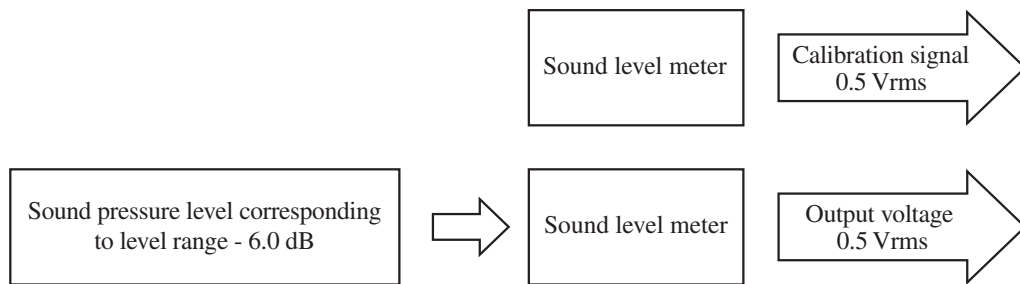 Sound level meter
Calibration signal
0.5 Vrms
Sound pressure level corresponding
to level range - 6.0 dB
Sound level meter
Output voltage
0.5 Vrms